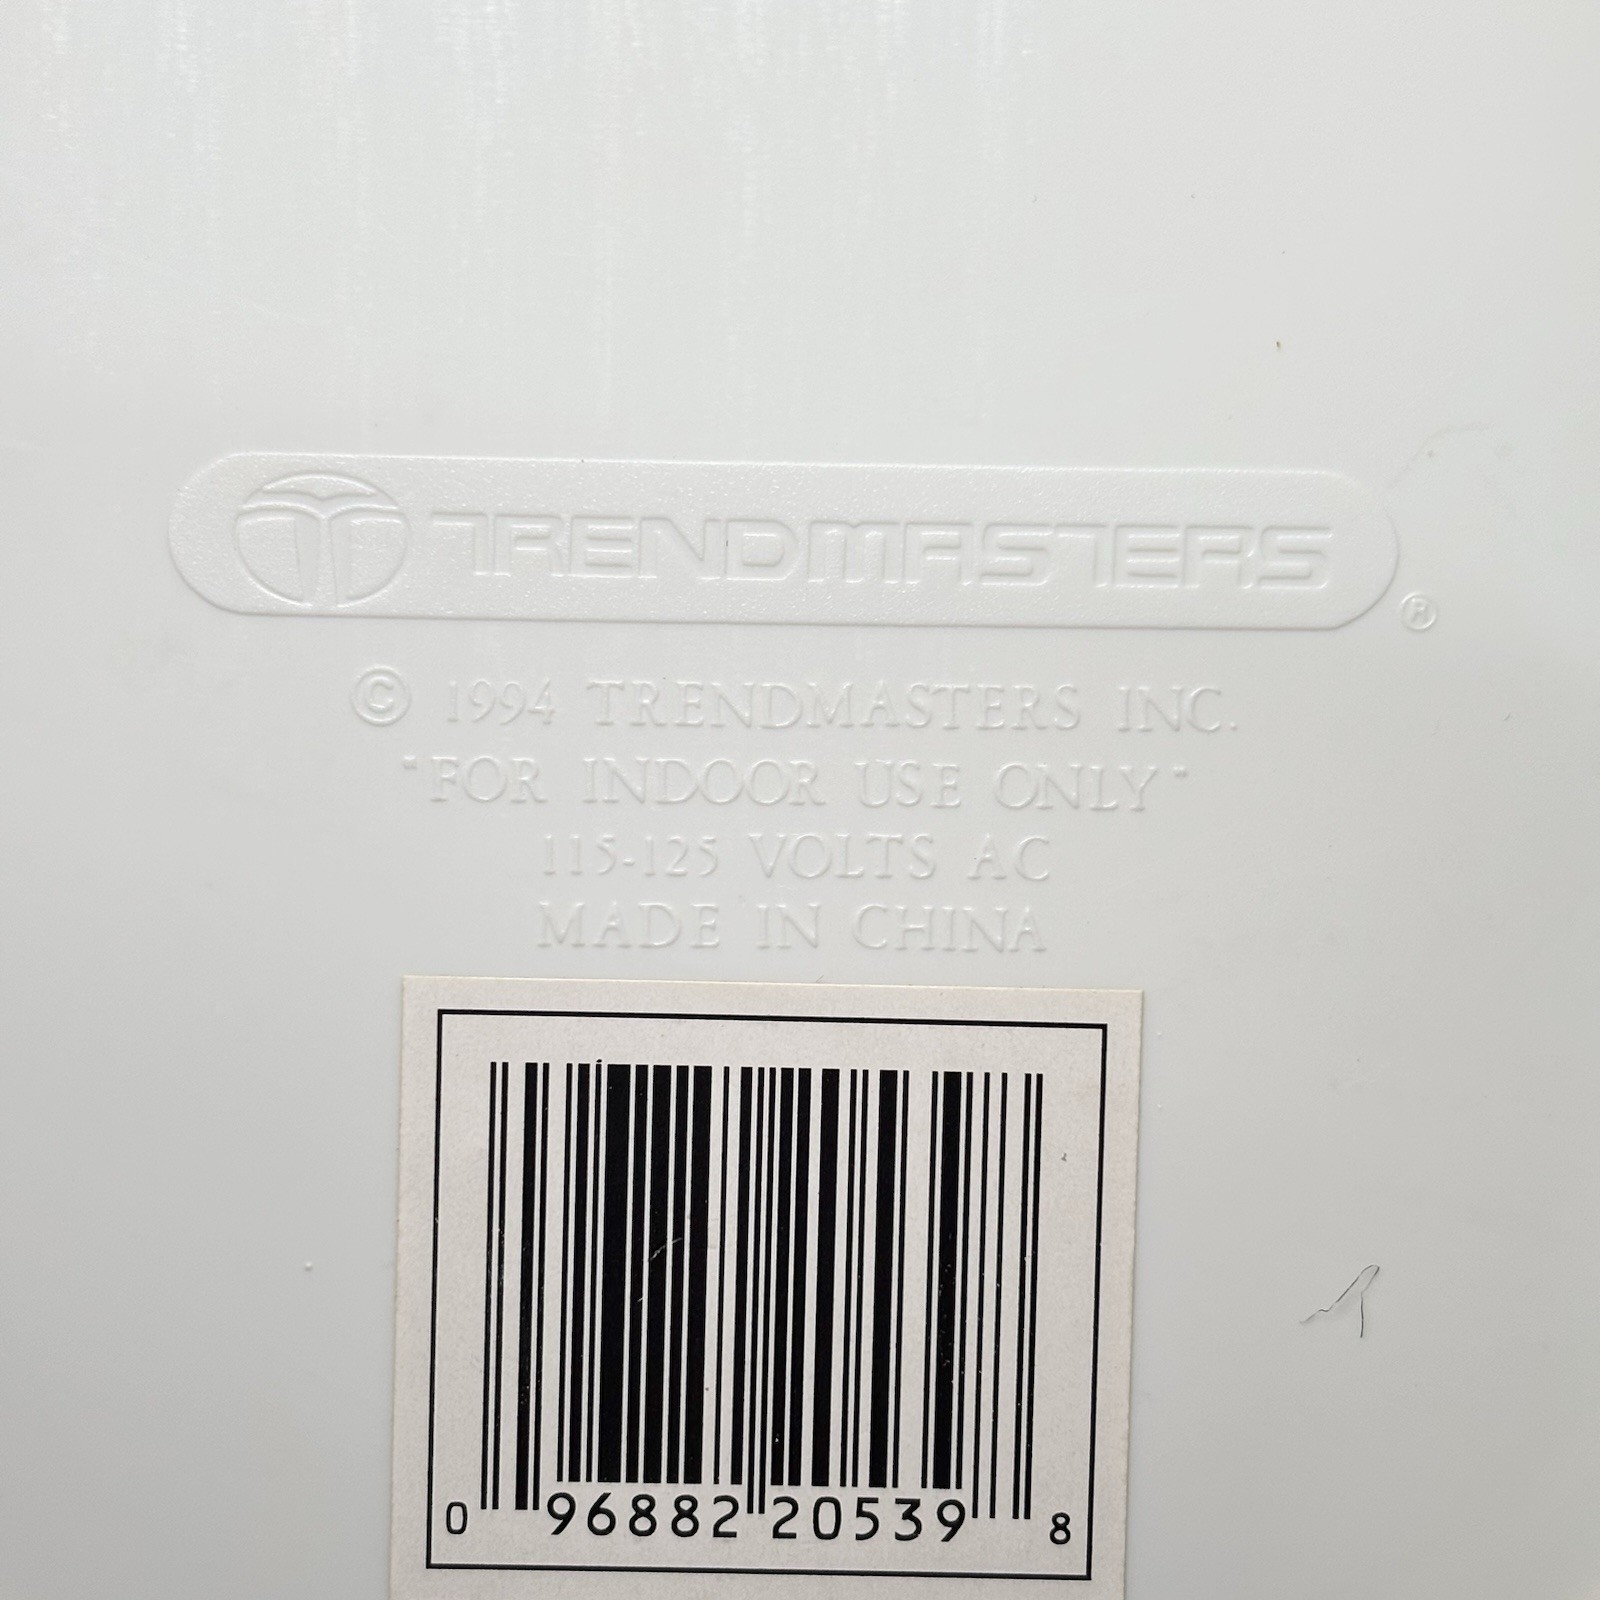 TRENDMASTERS ®
© 1994 TRENDMASTERS INC.
"FOR INDOOR USE ONLY"
115-125 VOLTS AC
MADE IN CHINA
0 96882 20539 8